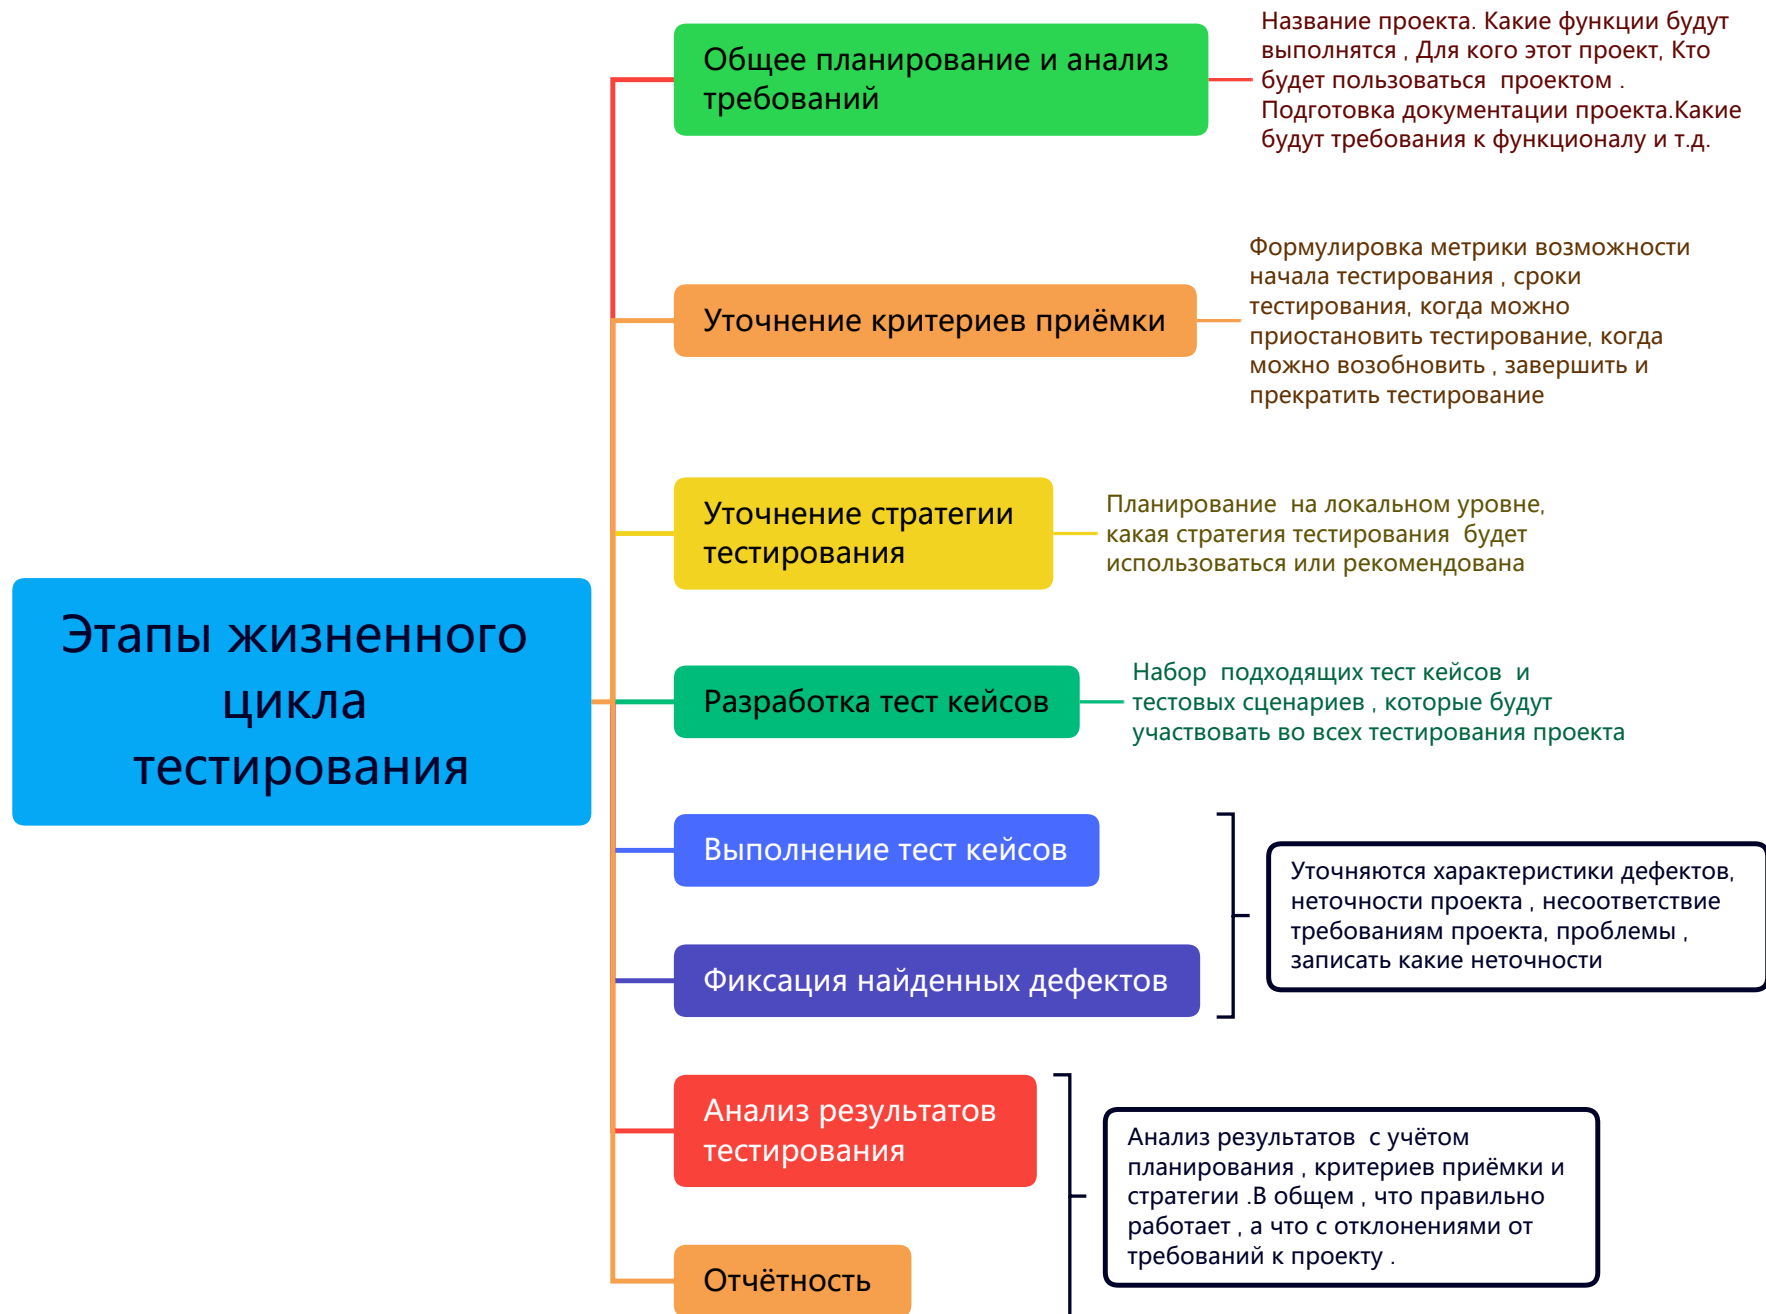 Этапы жизненного
цикла
тестирования
Общее планирование и анализ
требований
Название проекта. Какие функции будут
выполнятся , Для кого этот проект, Кто
будет пользоваться  проектом .
Подготовка документации проекта.Какие
будут требования к функционалу и т.д.
Уточнение критериев приёмки
Формулировка метрики возможности
начала тестирования , сроки
тестирования, когда можно
приостановить тестирование, когда
можно возобновить , завершить и
прекратить тестирование
Уточнение стратегии
тестирования
Планирование  на локальном уровне,
какая стратегия тестирования  будет
использоваться или рекомендована
Разработка тест кейсов
Набор  подходящих тест кейсов  и
тестовых сценариев , которые будут
участвовать во всех тестирования проекта
Выполнение тест кейсов
Фиксация найденных дефектов
Уточняются характеристики дефектов,
неточности проекта , несоответствие
требованиям проекта, проблемы ,
записать какие неточности
Анализ результатов
тестирования
Отчётность
Анализ результатов  с учётом
планирования , критериев приёмки и
стратегии .В общем , что правильно
работает , а что с отклонениями от
требований к проекту .